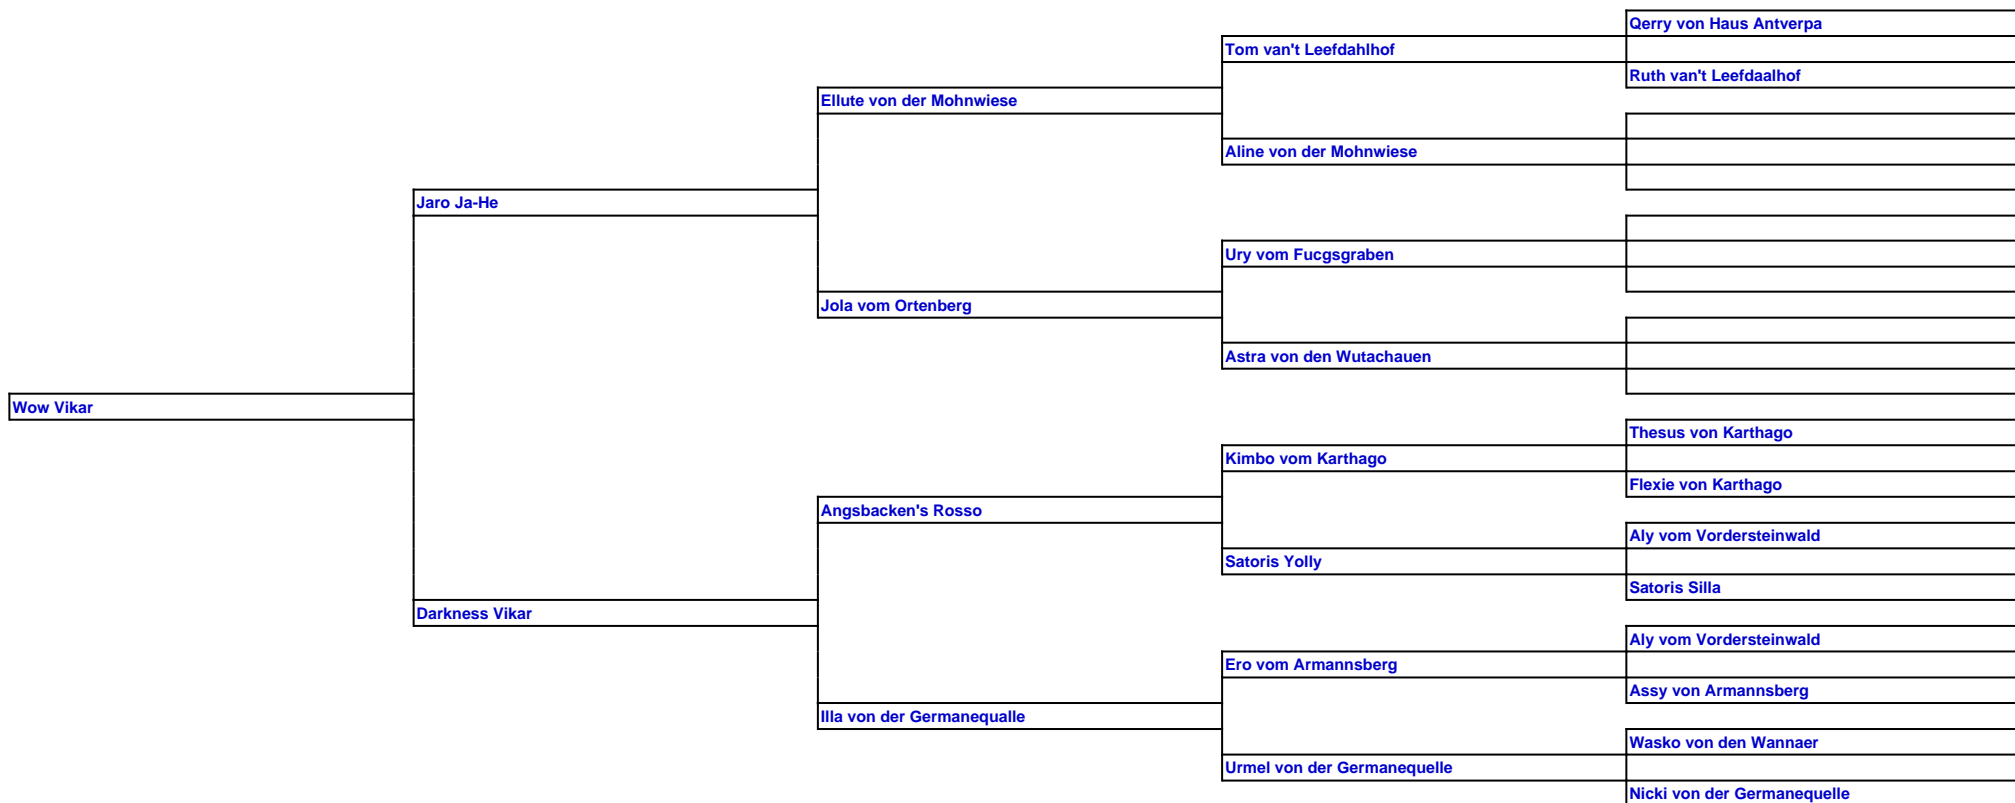 Qerry von Haus Antverpa
Tom van't Leefdahlhof
Ruth van't Leefdaalhof
Ellute von der Mohnwiese
Aline von der Mohnwiese
Jaro Ja-He
Ury vom Fucgsgraben
Jola vom Ortenberg
Astra von den Wutachauen
Wow Vikar
Thesus von Karthago
Kimbo vom Karthago
Flexie von Karthago
Angsbacken's Rosso
Aly vom Vordersteinwald
Satoris Yolly
Satoris Silla
Darkness Vikar
Aly vom Vordersteinwald
Ero vom Armannsberg
Assy von Armannsberg
Illa von der Germanequalle
Wasko von den Wannaer
Urmel von der Germanequelle
Nicki von der Germanequelle